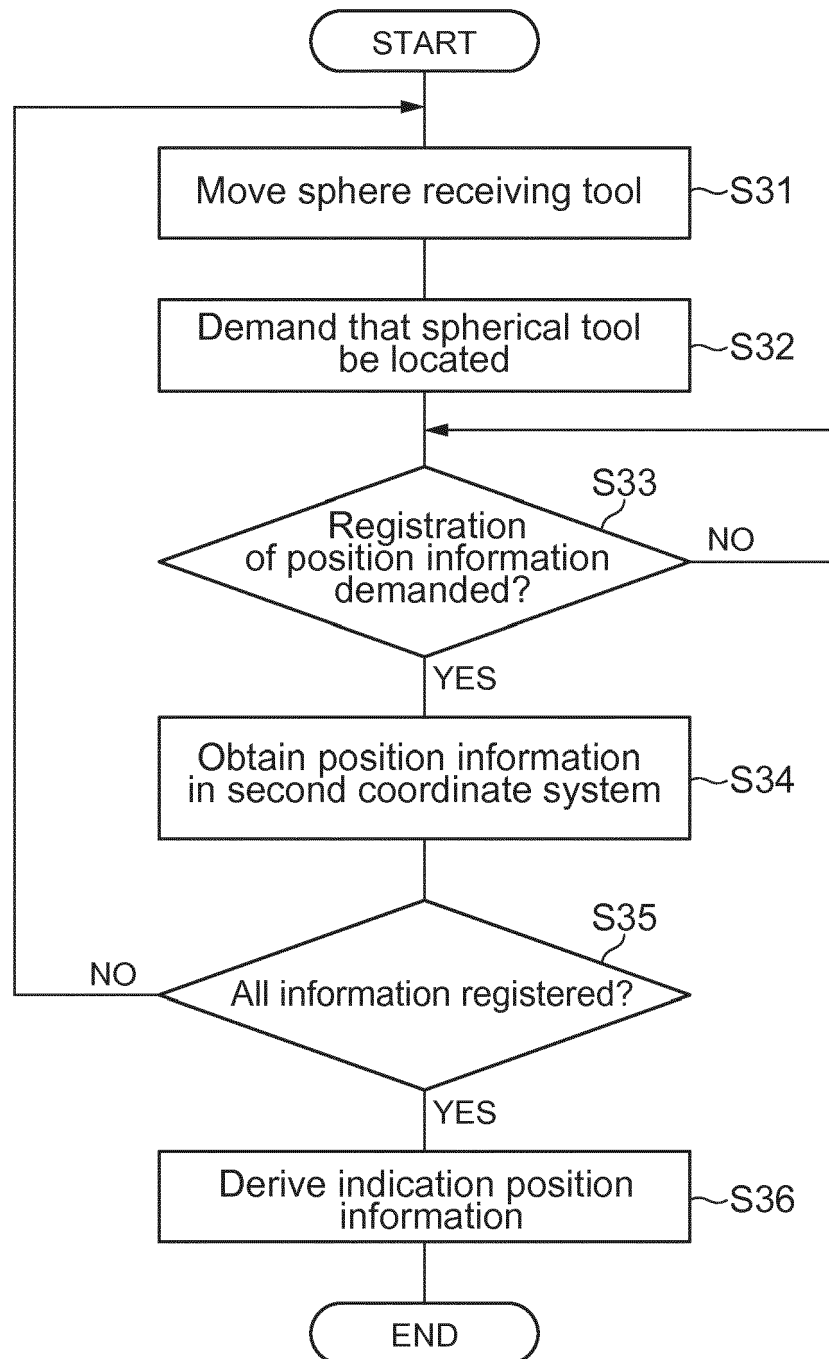 START
Move sphere receiving tool
S31
Demand that spherical tool
be located
S32
S33
Registration
of position information
demanded?
NO
YES
Obtain position information
in second coordinate system
S34
S35
NO
All information registered?
YES
Derive indication position
information
S36
END